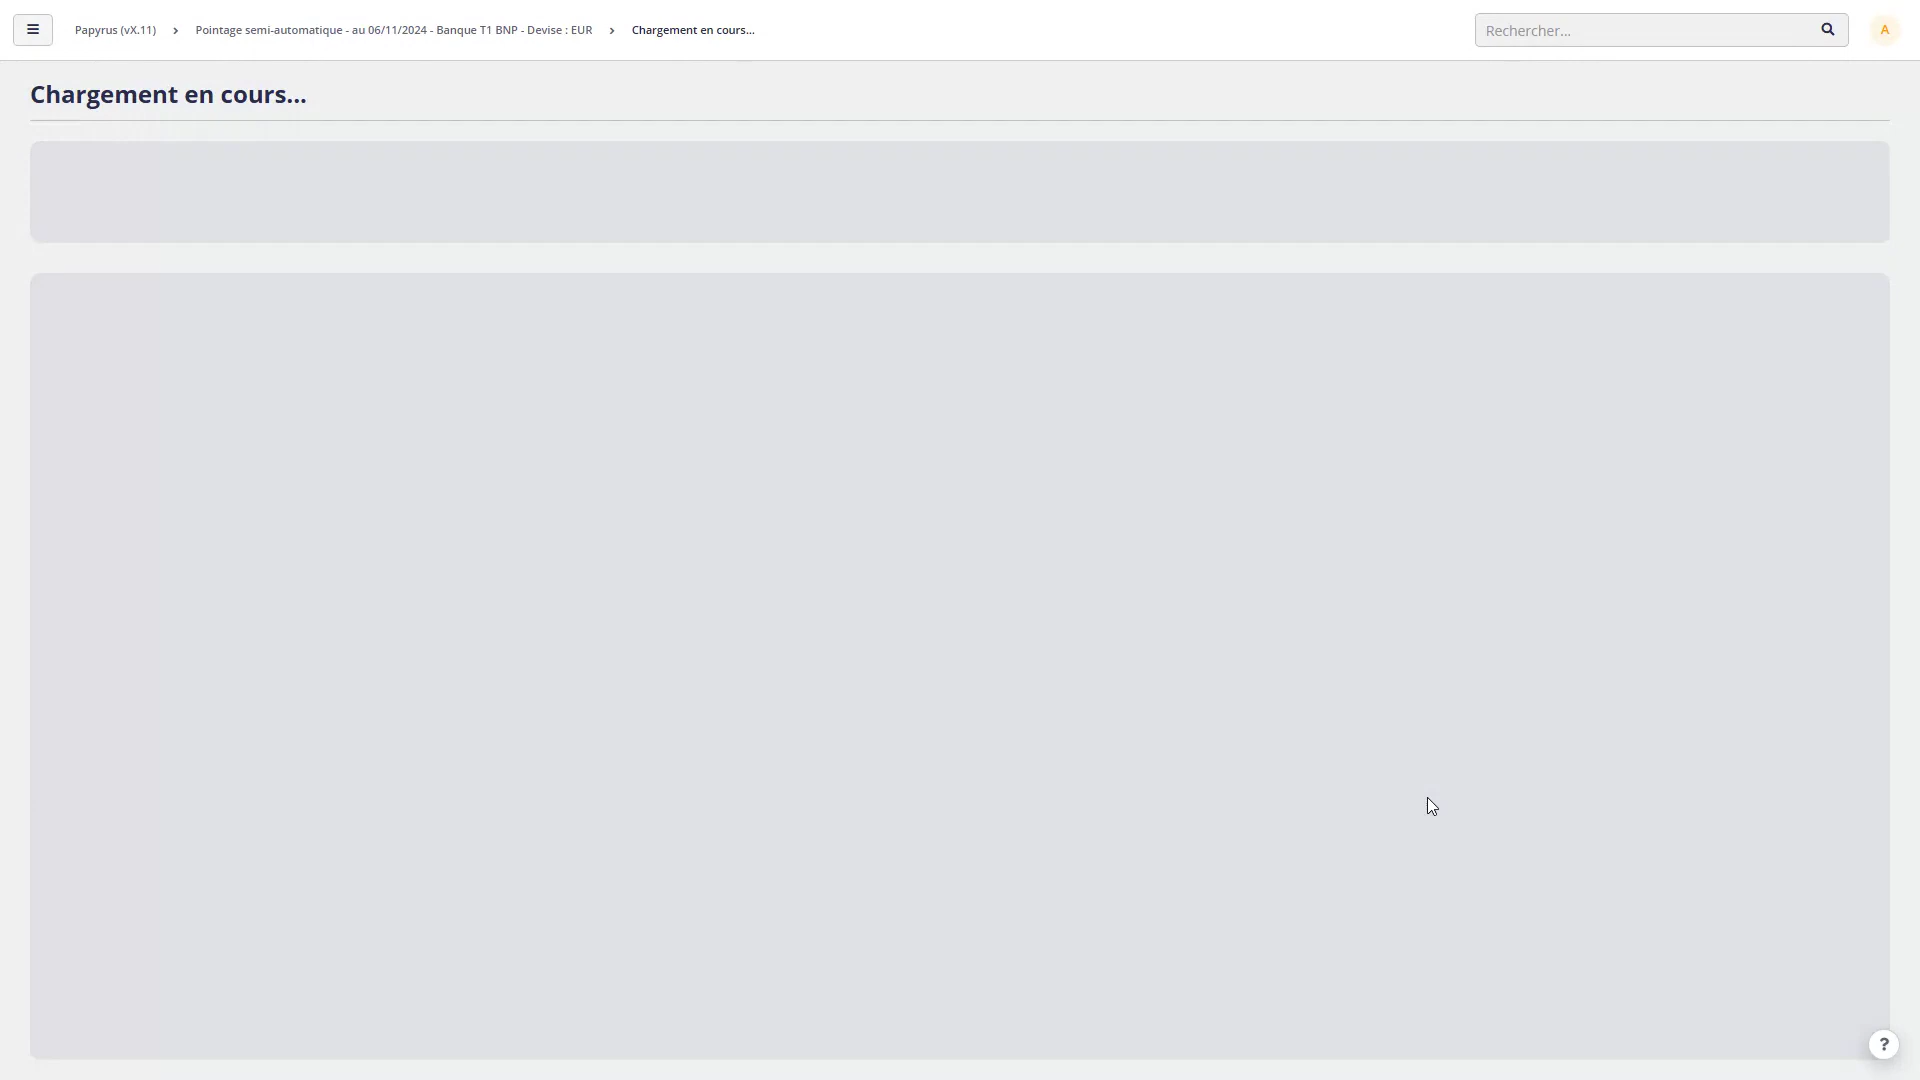 Papyrus (vX.11) > Pointage semi-automatique - au 06/11/2024 - Banque T1 BNP - Devise : EUR > Chargement en cours...
Rechercher...
A
Chargement en cours...
?